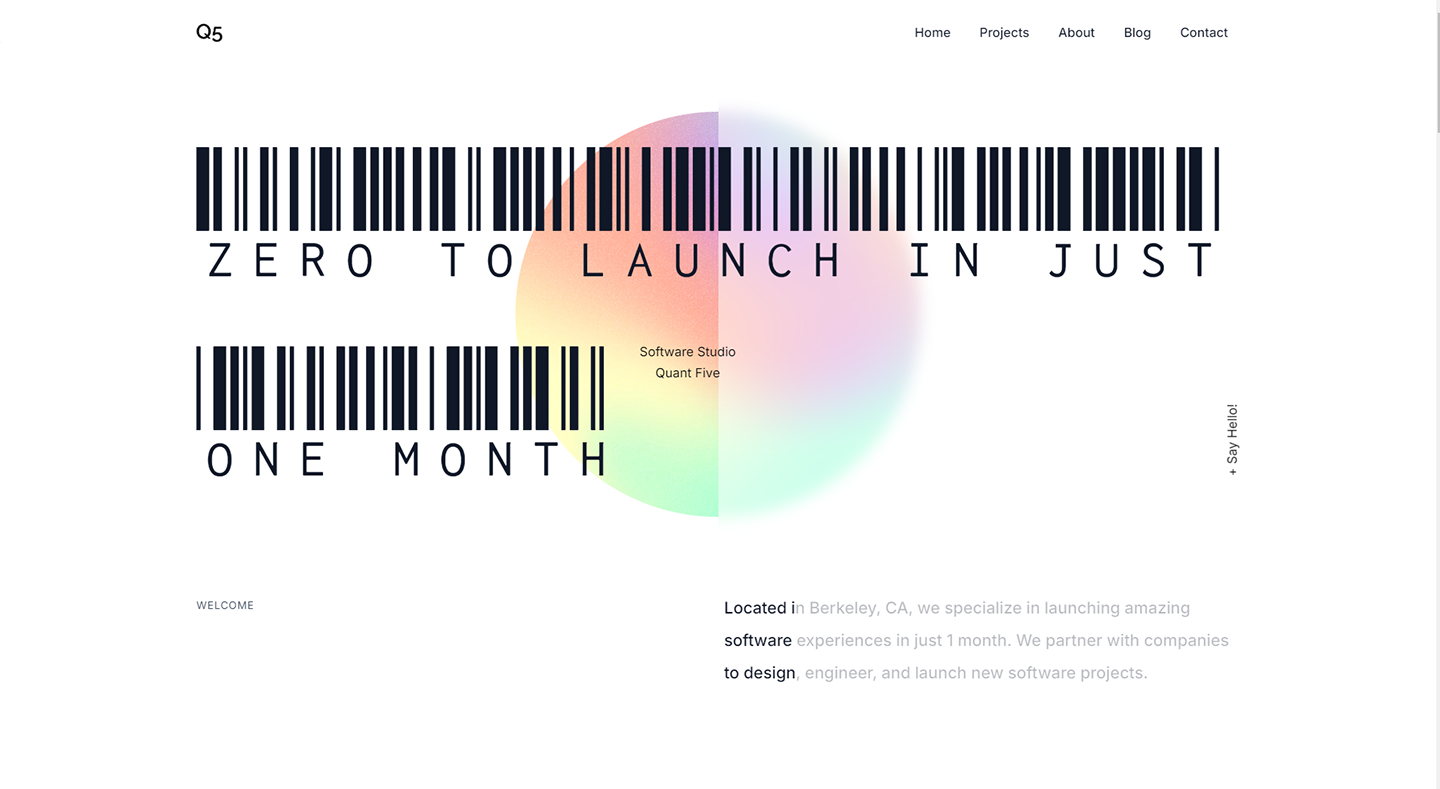 Q5
Home Projects About Blog Contact
ZERO TO LAUNCH IN JUST
ONE MONTH
Software Studio
Quant Five
+ Say Hello!
WELCOME
Located in Berkeley, CA, we specialize in launching amazing
software experiences in just 1 month. We partner with companies
to design, engineer, and launch new software projects.